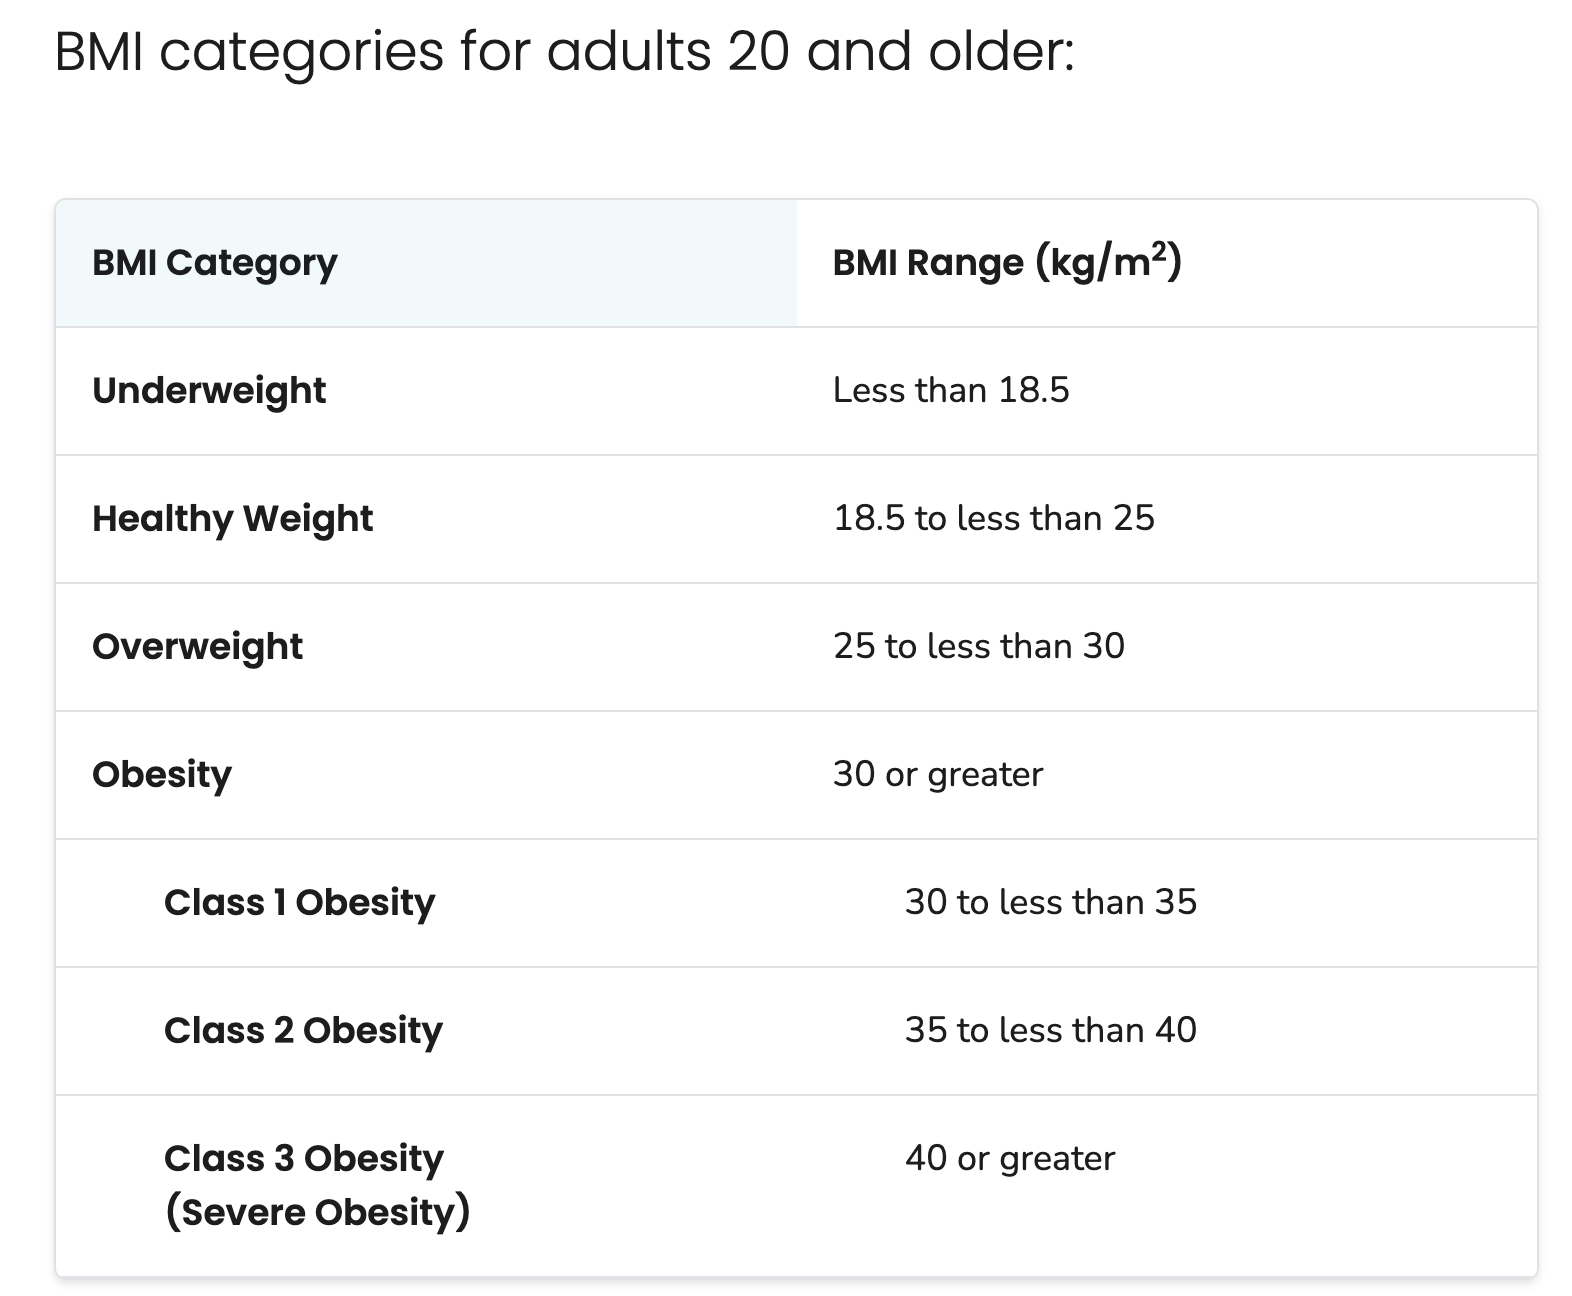 BMI categories for adults 20 and older:
BMI Category BMI Range (kg/m²)
Underweight Less than 18.5
Healthy Weight 18.5 to less than 25
Overweight 25 to less than 30
Obesity 30 or greater
Class 1 Obesity 30 to less than 35
Class 2 Obesity 35 to less than 40
Class 3 Obesity 40 or greater
(Severe Obesity)